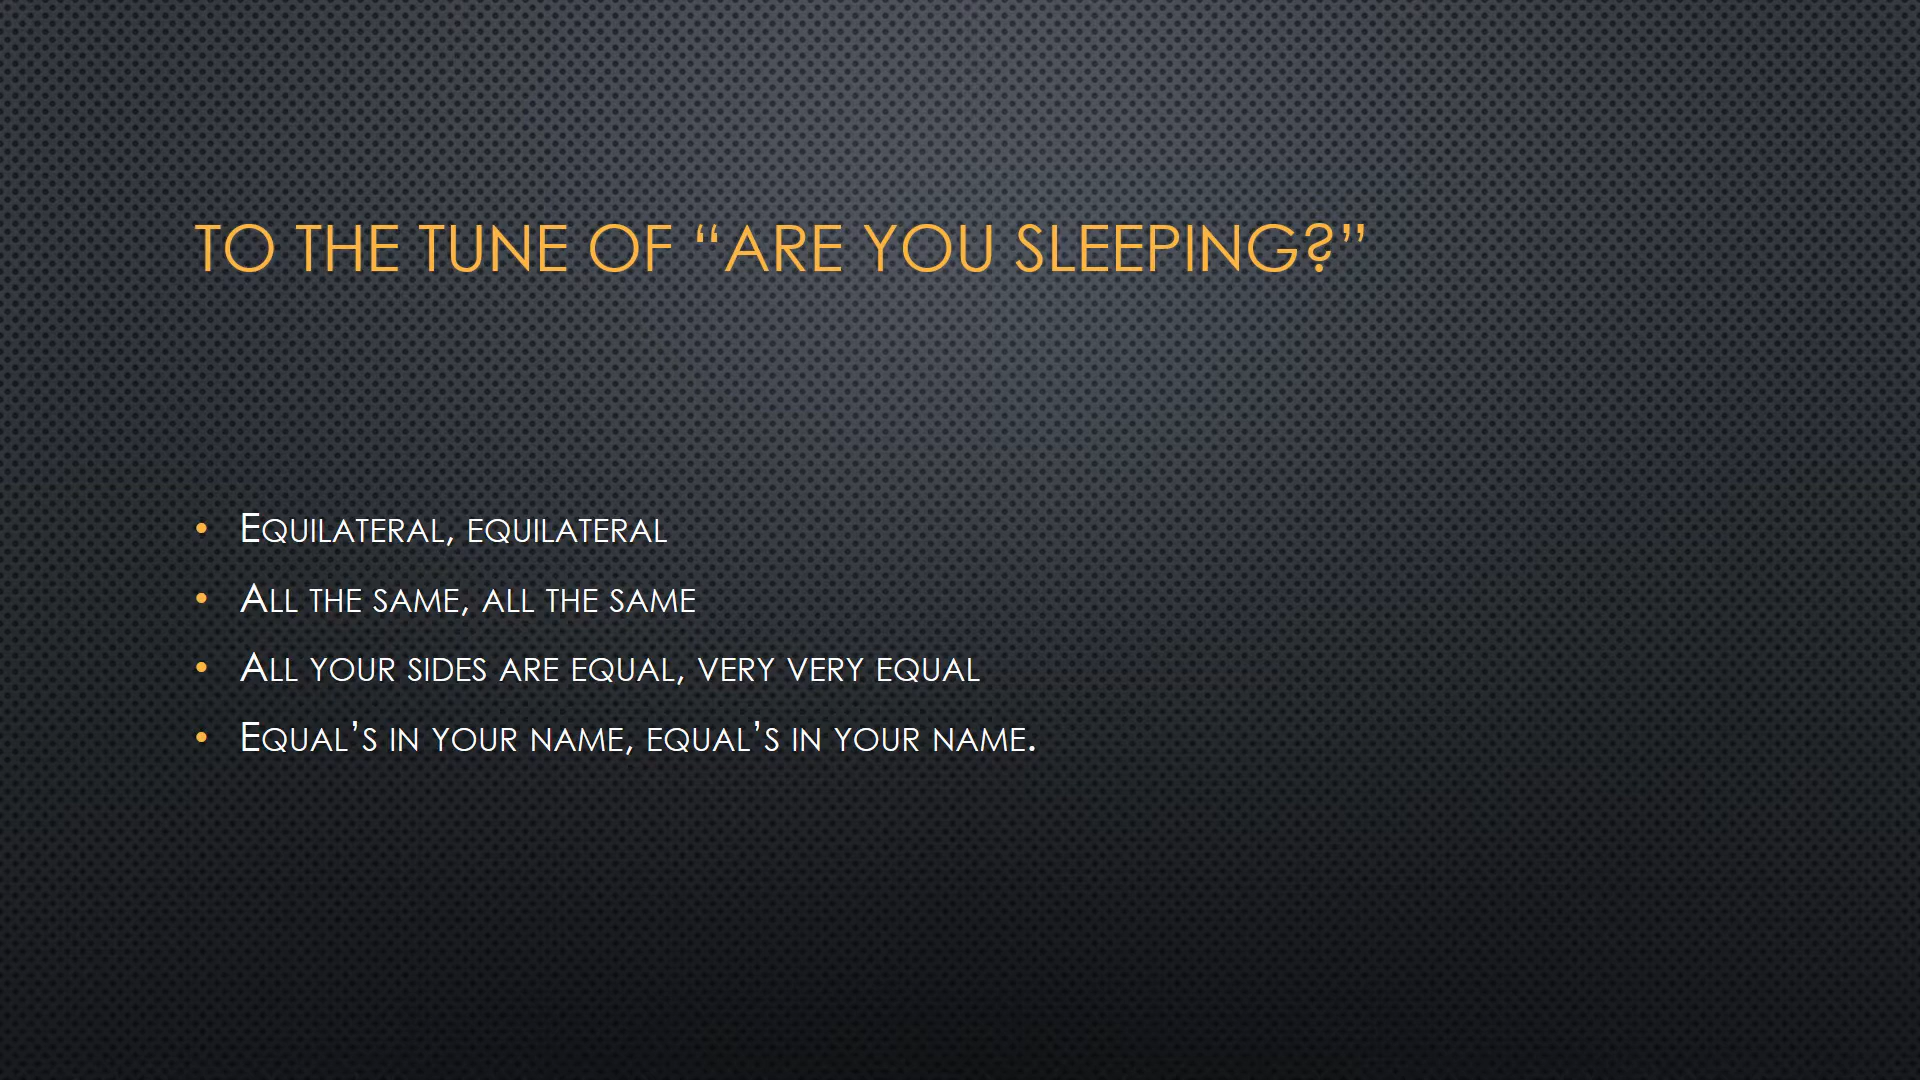 TO THE TUNE OF “ARE YOU SLEEPING?”
• Equilateral, equilateral
• All the same, all the same
• All your sides are equal, very very equal
• Equal’s in your name, equal’s in your name.